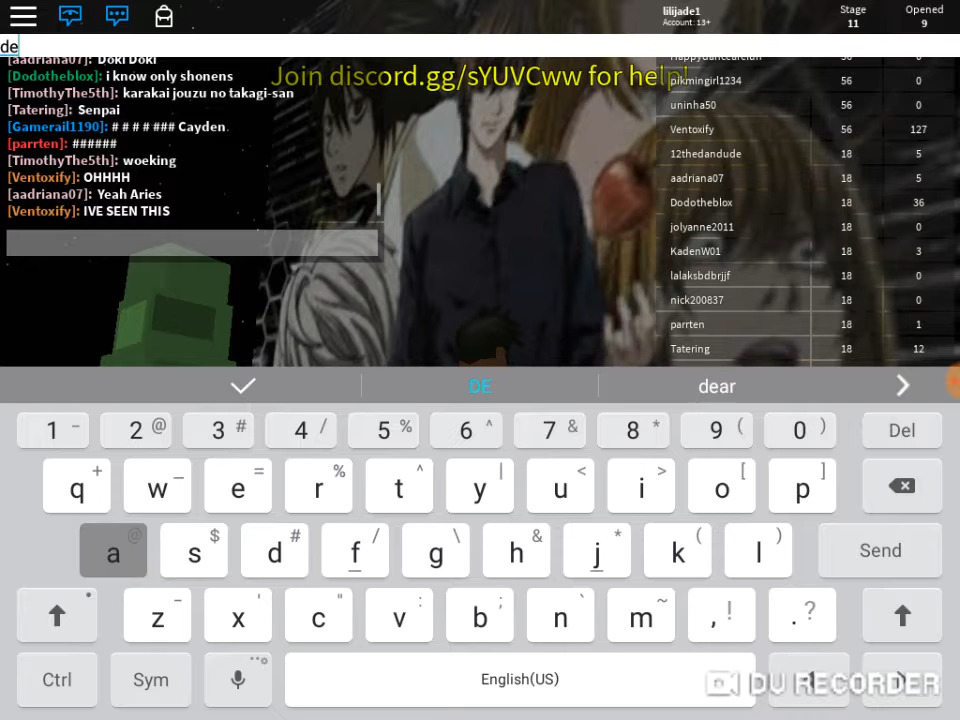 lilijade1
Account: 13+
Stage
11
Opened
9
de
[aadriana07]: Doki Doki
[Dodotheblox]: i know only shonens
[TimothyThe5th]: karakai jouzu no takagi-san
[Tatering]: Senpai
[Gamerail1190]: # # # # ### Cayden
[parrten]: ######
[TimothyThe5th]: woeking
[Ventoxify]: OHHHH
[aadriana07]: Yeah Aries
[Ventoxify]: IVE SEEN THIS
Join discord.gg/sYUVCww for help!
pikmingirl1234 56 0
uninha50 56 0
Ventoxify 56 127
12thedandude 18 5
aadriana07 18 5
Dodotheblox 18 36
jolyanne2011 18 0
KadenW01 18 3
lalaksbdbrjjf 18 0
nick200837 18 0
parrten 18 1
Tatering 18 12
DE dear
1 - 2 @ 3 # 4 / 5 % 6 ^ 7 & 8 * 9 ( 0 ) Del
q + w _ e = r % t ^ y | u < i > o [ p ]
a @ s $ d # f / g \ h & j * k ( l ) Send
z - x ' c " v : b ; n ` m ~ , ! . ?
Ctrl Sym English(US)
DU RECORDER